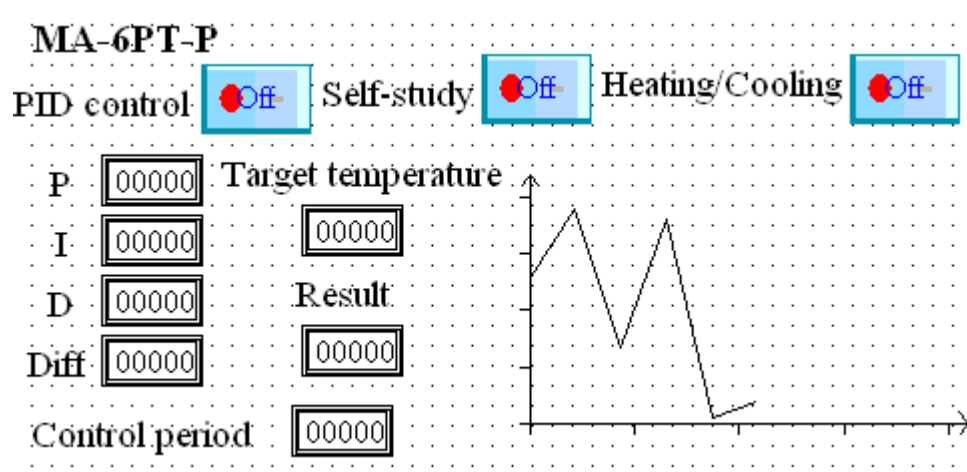 MA-6PT-P
PID control Off Self-study Off Heating/Cooling Off
P 00000 Target temperature
I 00000 00000
D 00000 Result
Diff 00000 00000
Control period 00000